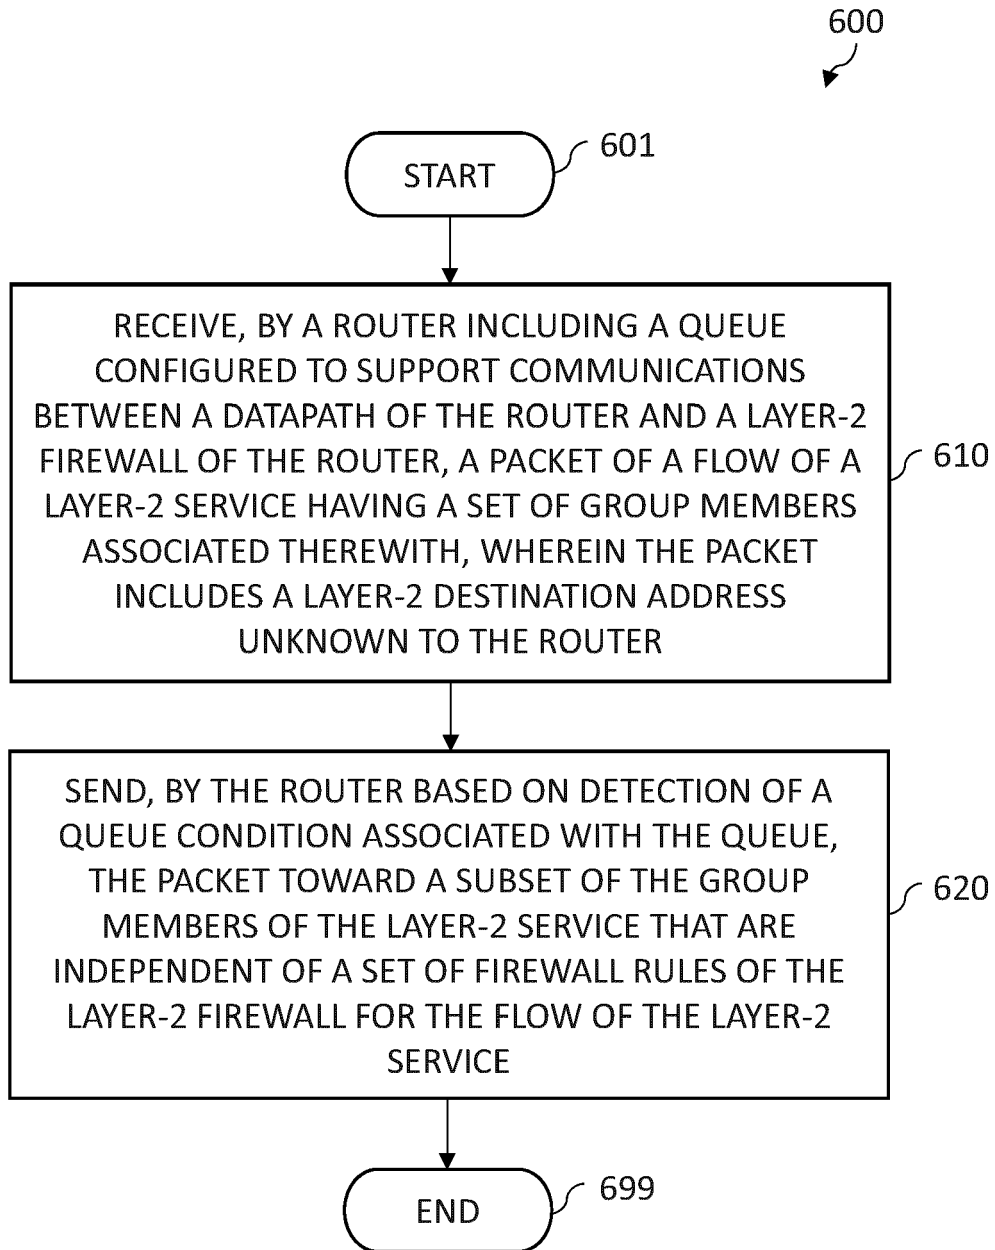 600
START
601
RECEIVE, BY A ROUTER INCLUDING A QUEUE
CONFIGURED TO SUPPORT COMMUNICATIONS
BETWEEN A DATAPATH OF THE ROUTER AND A LAYER-2
FIREWALL OF THE ROUTER, A PACKET OF A FLOW OF A
LAYER-2 SERVICE HAVING A SET OF GROUP MEMBERS
ASSOCIATED THEREWITH, WHEREIN THE PACKET
INCLUDES A LAYER-2 DESTINATION ADDRESS
UNKNOWN TO THE ROUTER
610
SEND, BY THE ROUTER BASED ON DETECTION OF A
QUEUE CONDITION ASSOCIATED WITH THE QUEUE,
THE PACKET TOWARD A SUBSET OF THE GROUP
MEMBERS OF THE LAYER-2 SERVICE THAT ARE
INDEPENDENT OF A SET OF FIREWALL RULES OF THE
LAYER-2 FIREWALL FOR THE FLOW OF THE LAYER-2
SERVICE
620
END
699